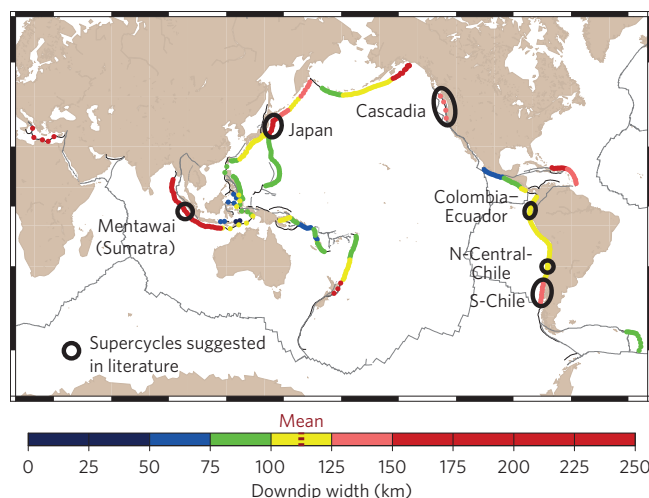 Cascadia
Japan
Colombia–
Ecuador
Mentawai
(Sumatra)
N-Central-
Chile
S-Chile
Supercycles suggested
in literature
Mean
0 25 50 75 100 125 150 175 200 225 250
Downdip width (km)